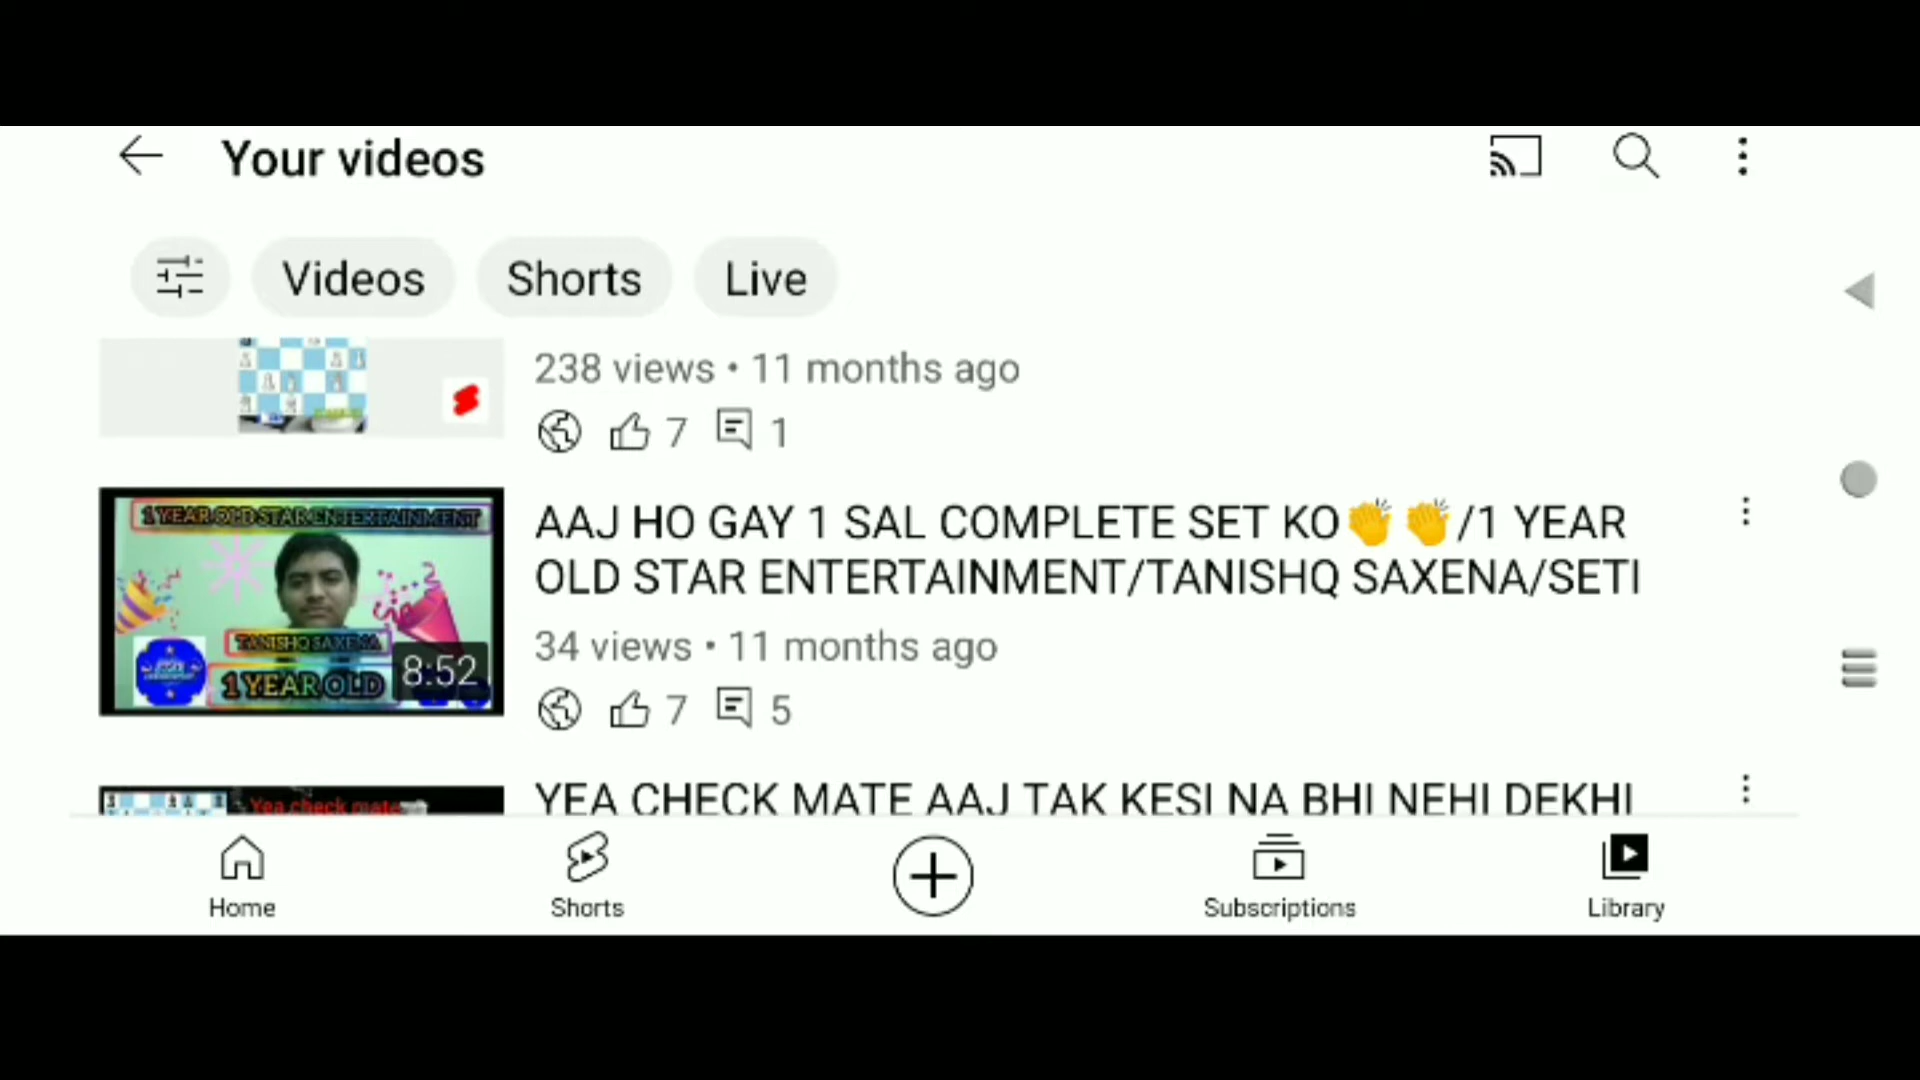 Your videos
Videos Shorts Live
238 views • 11 months ago
7 1
1 YEAR OLD STAR ENTERTAINMENT
TANISHQ SAXENA
1 YEAR OLD
8:52
AAJ HO GAY 1 SAL COMPLETE SET KO👏👏/1 YEAR
OLD STAR ENTERTAINMENT/TANISHQ SAXENA/SETI
34 views • 11 months ago
7 5
Yea check mate
YEA CHECK MATE AAJ TAK KESI NA BHI NEHI DEKHI
Home Shorts Subscriptions Library